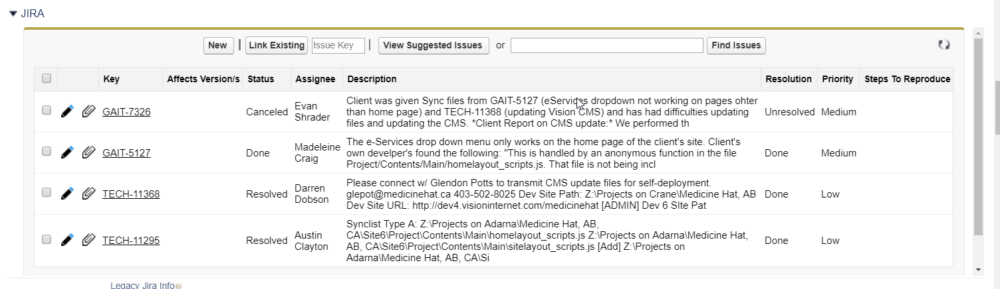 JIRA
New | Link Existing Issue Key | View Suggested Issues or Find Issues
Key Affects Version/s Status Assignee Description Resolution Priority Steps To Reproduce
GAIT-7326 Canceled Evan Shrader
Client was given Sync files from GAIT-5127 (eServices dropdown not working on pages ohter
than home page) and TECH-11368 (updating Vision CMS) and has had difficulties updating
files and updating the CMS. *Client Report on CMS update:* We performed th
Unresolved Medium
GAIT-5127 Done Madeleine Craig
The e-Services drop down menu only works on the home page of the client's site. Client's
own develper's found the following: "This is handled by an anonymous function in the file
Project/Contents/Main/homelayout_scripts.js. That file is not being incl
Done Medium
TECH-11368 Resolved Darren Dobson
Please connect w/ Glendon Potts to transmit CMS update files for self-deployment.
glepot@medicinehat.ca 403-502-8025 Dev Site Path: Z:\Projects on Crane\Medicine Hat, AB
Dev Site URL: http://dev4.visioninternet.com/medicinehat [ADMIN] Dev 6 SIte Pat
Done Low
TECH-11295 Resolved Austin Clayton
Synclist Type A: Z:\Projects on Adarna\Medicine Hat, AB,
CA\Site6\Project\Contents\Main\homelayout_scripts.js Z:\Projects on Adarna\Medicine Hat,
AB, CA\Site6\Project\Contents\Main\sitelayout_scripts.js [Add] Z:\Projects on
Adarna\Medicine Hat, AB, CA\Si
Done Low
Legacy Jira Info